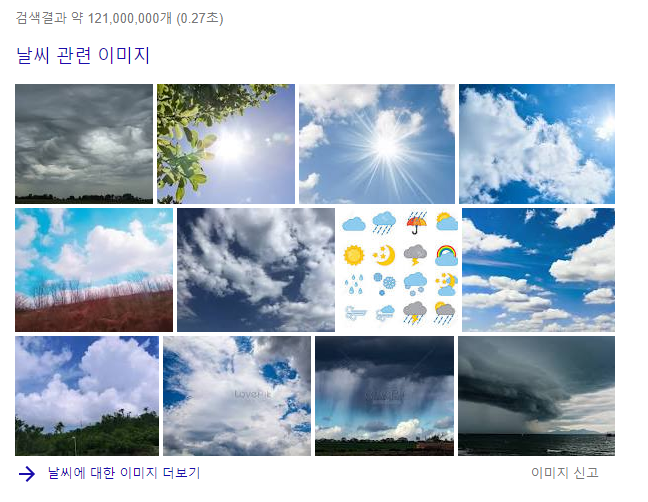 검색결과 약 121,000,000개 (0.27초)
날씨 관련 이미지
LovePik
날씨에 대한 이미지 더보기
이미지 신고